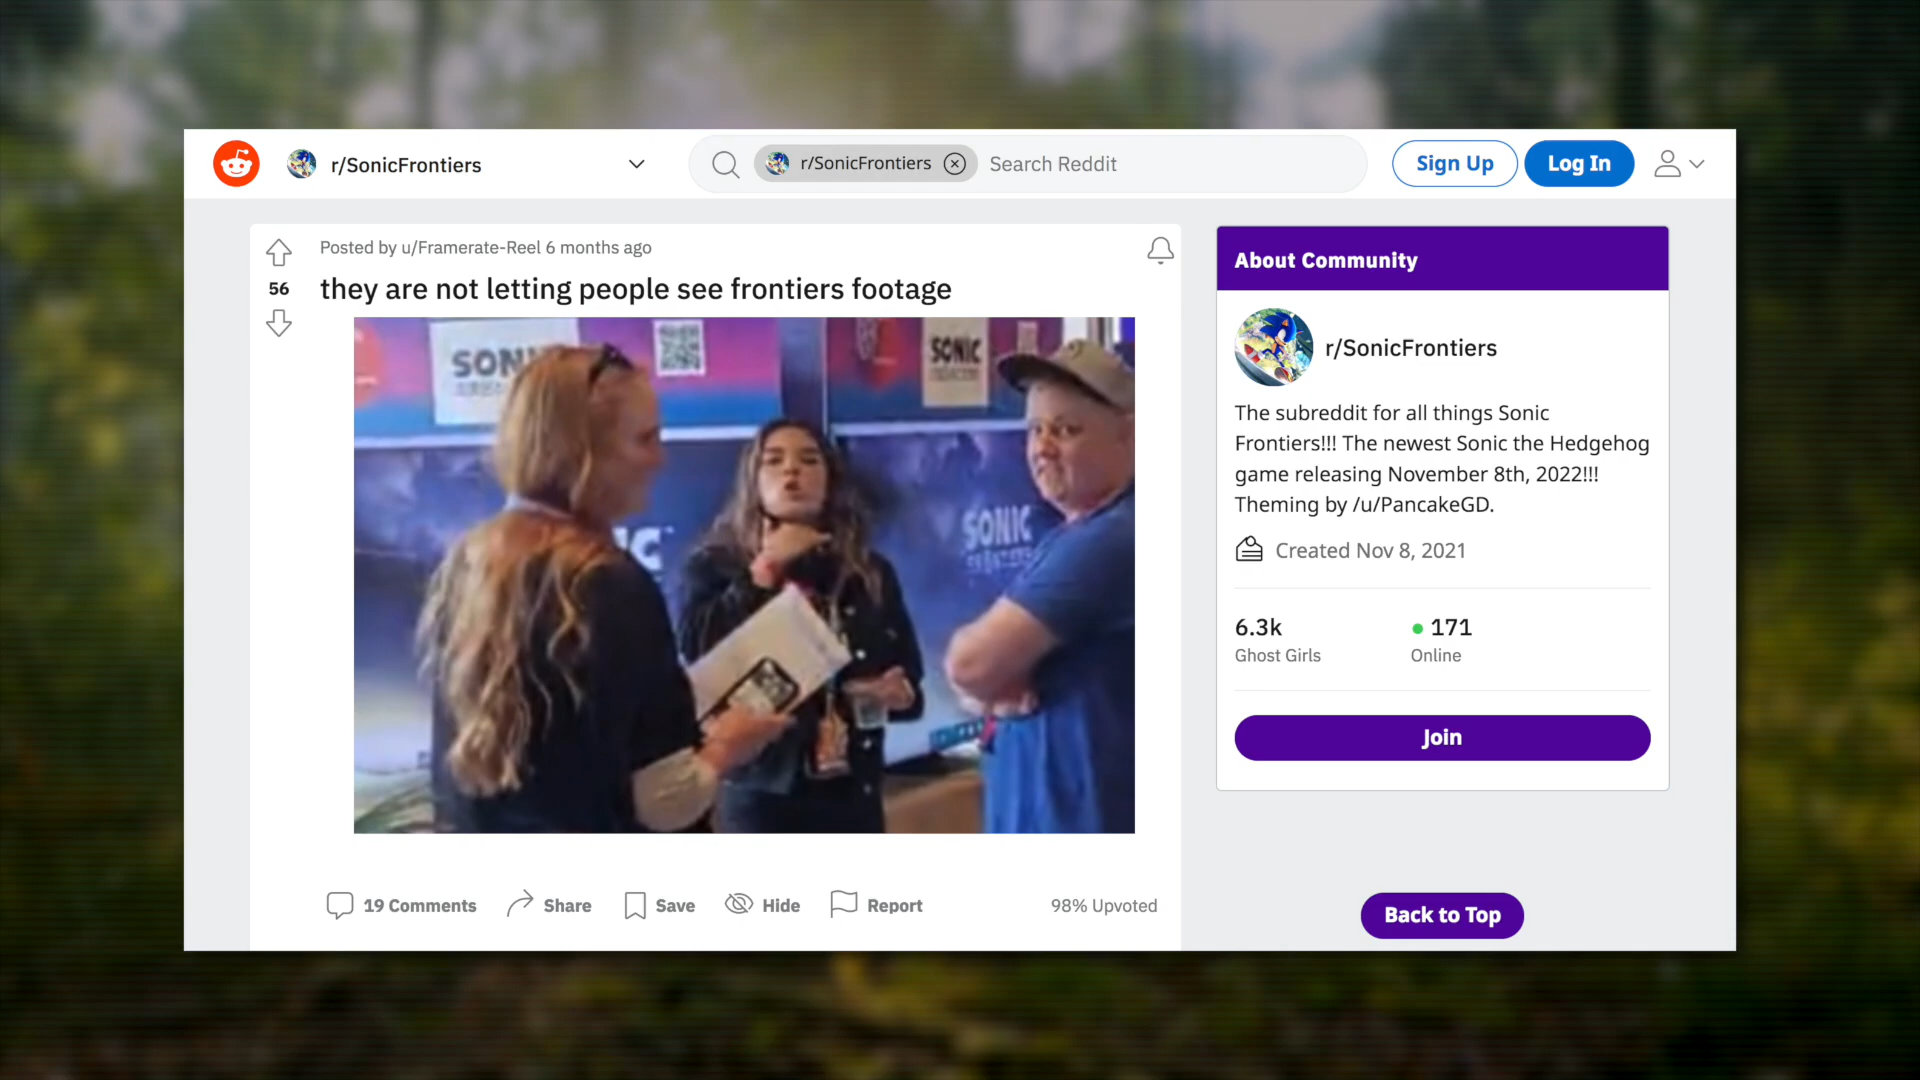 r/SonicFrontiers
r/SonicFrontiers
Search Reddit
Sign Up
Log In
Posted by u/Framerate-Reel 6 months ago
56
they are not letting people see frontiers footage
SONIC
SONIC
19 Comments
Share
Save
Hide
Report
98% Upvoted
About Community
r/SonicFrontiers
The subreddit for all things Sonic
Frontiers!!! The newest Sonic the Hedgehog
game releasing November 8th, 2022!!!
Theming by /u/PancakeGD.
Created Nov 8, 2021
6.3k
171
Ghost Girls
Online
Join
Back to Top